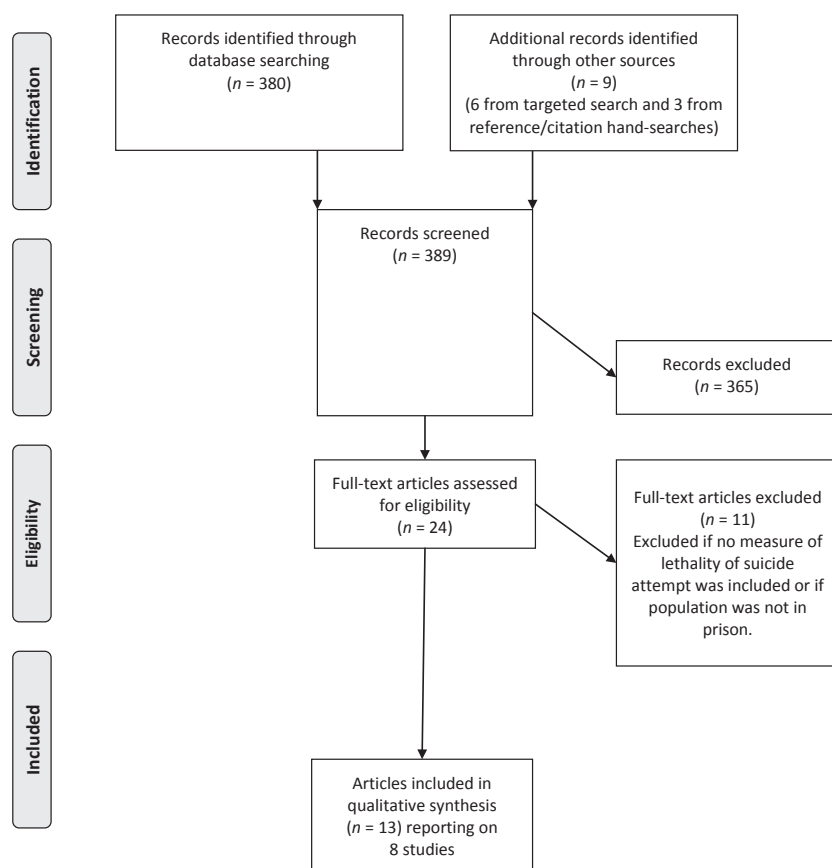 Identification
Records identified through
database searching
(n = 380)
Additional records identified
through other sources
(n = 9)
(6 from targeted search and 3 from
reference/citation hand-searches)
Screening
Records screened
(n = 389)
Records excluded
(n = 365)
Eligibility
Full-text articles assessed
for eligibility
(n = 24)
Full-text articles excluded
(n = 11)
Excluded if no measure of
lethality of suicide
attempt was included or if
population was not in
prison.
Included
Articles included in
qualitative synthesis
(n = 13) reporting on
8 studies